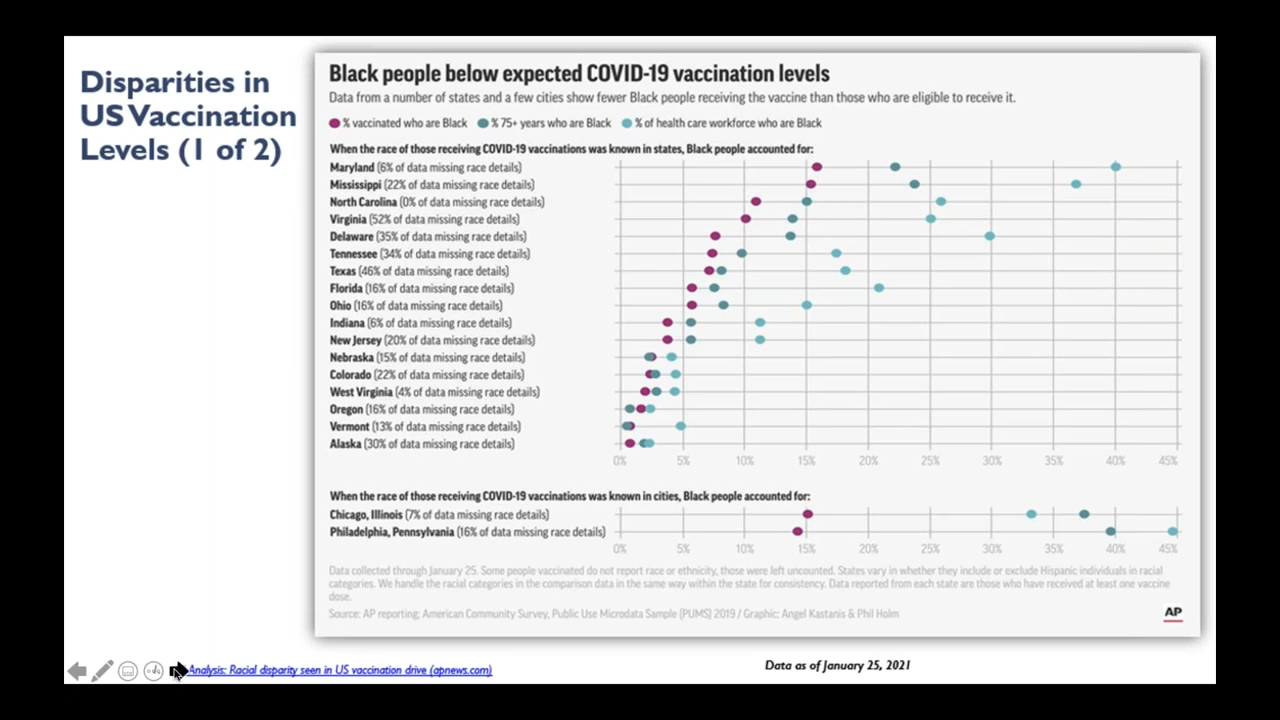 Disparities in
US Vaccination
Levels (1 of 2)
Black people below expected COVID-19 vaccination levels
Data from a number of states and a few cities show fewer Black people receiving the vaccine than those who are eligible to receive it.
% vaccinated who are Black % 75+ years who are Black % of health care workforce who are Black
When the race of those receiving COVID-19 vaccinations was known in states, Black people accounted for:
Maryland (6% of data missing race details)
Mississippi (22% of data missing race details)
North Carolina (0% of data missing race details)
Virginia (52% of data missing race details)
Delaware (35% of data missing race details)
Tennessee (34% of data missing race details)
Texas (46% of data missing race details)
Florida (16% of data missing race details)
Ohio (16% of data missing race details)
Indiana (6% of data missing race details)
New Jersey (20% of data missing race details)
Nebraska (15% of data missing race details)
Colorado (22% of data missing race details)
West Virginia (4% of data missing race details)
Oregon (16% of data missing race details)
Vermont (13% of data missing race details)
Alaska (30% of data missing race details)
0% 5% 10% 15% 20% 25% 30% 35% 40% 45%
When the race of those receiving COVID-19 vaccinations was known in cities, Black people accounted for:
Chicago, Illinois (7% of data missing race details)
Philadelphia, Pennsylvania (16% of data missing race details)
0% 5% 10% 15% 20% 25% 30% 35% 40% 45%
Data collected through January 25. Some people vaccinated do not report race or ethnicity, those were left uncounted. States vary in whether they include or exclude Hispanic individuals in racial
categories. We handle the racial categories in the comparison data in the same way within the state for consistency. Data reported from each state are those who have received at least one vaccine
dose.
Source: AP reporting; American Community Survey, Public Use Microdata Sample (PUMS) 2019 / Graphic: Angel Kastanis & Phil Holm
AP
Analysis: Racial disparity seen in US vaccination drive (apnews.com)
Data as of January 25, 2021